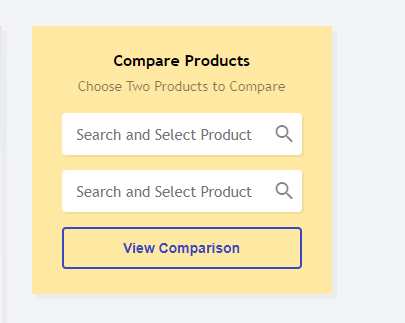 Compare Products
Choose Two Products to Compare
Search and Select Product
Search and Select Product
View Comparison